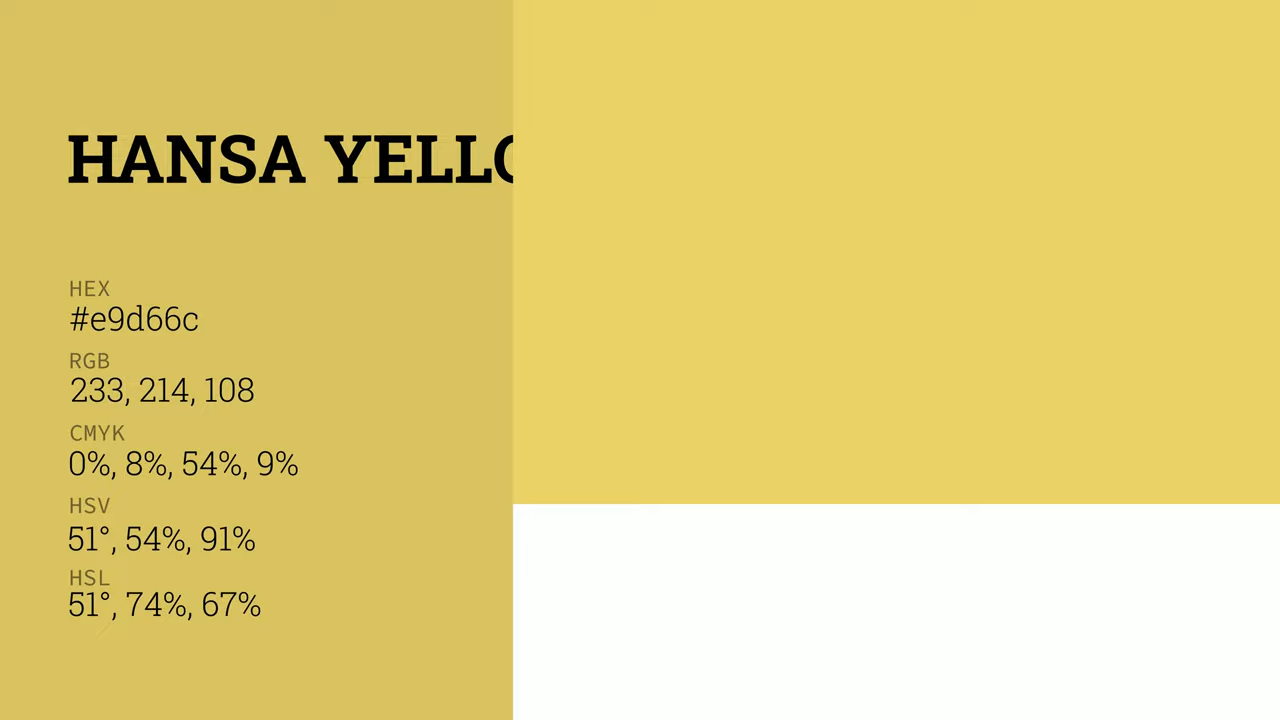 HANSA YELLO
HEX
#e9d66c
RGB
233, 214, 108
CMYK
0%, 8%, 54%, 9%
HSV
51°, 54%, 91%
HSL
51°, 74%, 67%